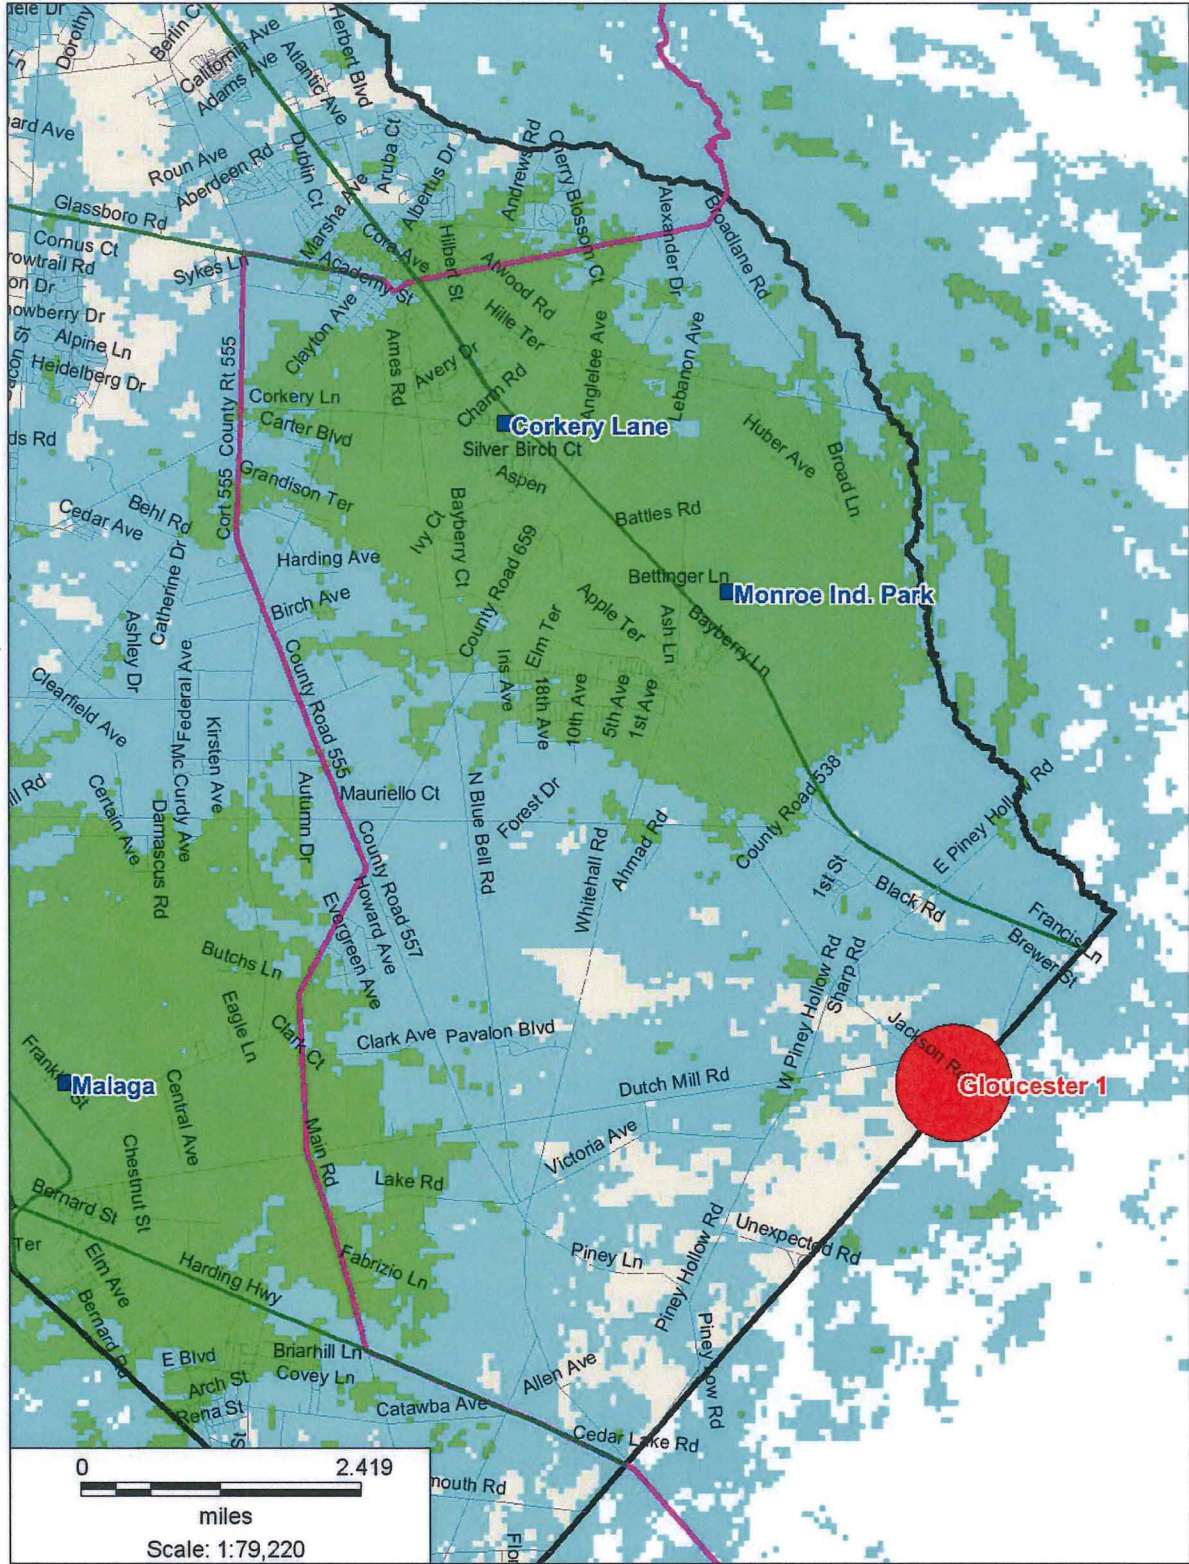 Dorothy
Berlin Ct
California Ave
Adams Ave
Atlantic Ave
Herbert Blvd
ard Ave
Roun Ave
Aberdeen Rd
Dublin Ct
Aruba Ct
Marsha Ave
Albertus Dr
Andrews Rd
Cherry Blossom Ct
Alexander Dr
Broadlane Rd
Glassboro Rd
Cornus Ct
rowtrail Rd
on Dr
nowberry Dr
Alpine Ln
Heidelberg Dr
Sykes Ln
Academy St
Cora Ave
Hilbert St
Atwood Rd
Hille Ter
Clayton Ave
Ames Rd
Avery Dr
Charm Rd
Anglelee Ave
Lebanon Ave
County Rt 555
Cort 555
Corkery Ln
Carter Blvd
Corkery Lane
Silver Birch Ct
Aspen
Huber Ave
Broad Ln
ds Rd
Grandison Ter
Behl Rd
Cedar Ave
Catherine Dr
Harding Ave
Ivy Ct
Bayberry Ct
County Road 659
Battles Rd
Bettinger Ln
Monroe Ind. Park
Birch Ave
Ashley Dr
Elm Ter
Apple Ter
Ash Ln
Bayberry Ln
Clearfield Ave
Federal Ave
Mc Curdy Ave
Kirsten Ave
County Road 555
Iris Ave
18th Ave
10th Ave
5th Ave
1st Ave
ill Rd
Certain Ave
Damascus Rd
Autumn Dr
Mauriello Ct
N Blue Bell Rd
Forest Dr
County Road 538
E Piney Hollow Rd
Whitehall Rd
Ahmad Rd
1st St
Black Rd
Francis Ln
Brewer St
County Road 557
Howard Ave
Evergreen Ave
Butchs Ln
Eagle Ln
Clark Ct
Clark Ave
Pavalon Blvd
W Piney Hollow Rd
Sharp Rd
Jackson Rd
Gloucester 1
Franklin St
Malaga
Central Ave
Dutch Mill Rd
Victoria Ave
Chestnut St
Main Rd
Lake Rd
Bernard St
Ter
Elm Ave
Bernard Rd
Harding Hwy
Fabrizio Ln
Piney Ln
Piney Hollow Rd
Unexpected Rd
E Blvd
Briarhill Ln
Covey Ln
Arch St
Rena St
St
Catawba Ave
Allen Ave
Cedar Lake Rd
mouth Rd
0 2.419
miles
Scale: 1:79,220